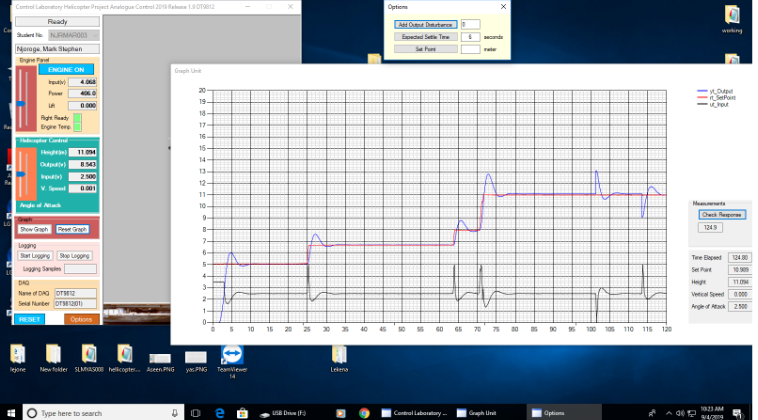 Control Laboratory Helicopter Project Analogue Control 2019 Release 1.9 DT9812
Ready
Student No. NJRMAR003
Njoroge, Mark Stephen
Engine Panel
ENGINE ON
Input(v) 4.068
Power 406.0
Lift 0.000
Right Ready
Engine Temp.
Helicopter Control
Height(m) 11.094
Output(v) 8.543
Input(v) 2.500
V. Speed 0.001
Angle of Attack
Graph
Show Graph Reset Graph
Logging
Start Logging Stop Logging
Logging Samples
DAQ
Name of DAQ DT9812
Serial Number DT9812(01)
RESET Options
Options
Add Output Disturbance 0
Expected Settle Time 6 seconds
Set Point meter
working
Graph Unit
20
19
18
17
16
15
14
13
12
11
10
9
8
7
6
5
4
3
2
1
0
0 5 10 15 20 25 30 35 40 45 50 55 60 65 70 75 80 85 90 95 100 105 110 115 120
yt_Output
rt_SetPoint
ut_Input
Measurements
Check Response
124.9
Time Elapsed 124.80
Set Point 10.989
Height 11.094
Vertical Speed 0.000
Angle of Attack 2.500
lejone
New folder
SLMYAS008
hellicopter...
Aseen.PNG
yas.PNG
TeamViewer 14
Lekena
Type here to search
USB Drive (F:)
Control Laboratory ...
Graph Unit
Options
10:23 AM
9/4/2019